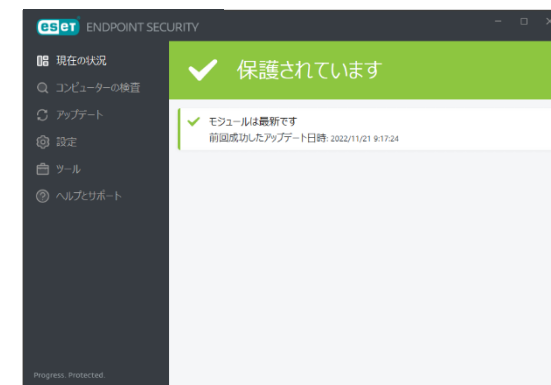 eset ENDPOINT SECURITY
現在の状況
コンピューターの検査
アップデート
設定
ツール
ヘルプとサポート
Progress. Protected.
保護されています
モジュールは最新です
前回成功したアップデート日時: 2022/11/21 9:17:24